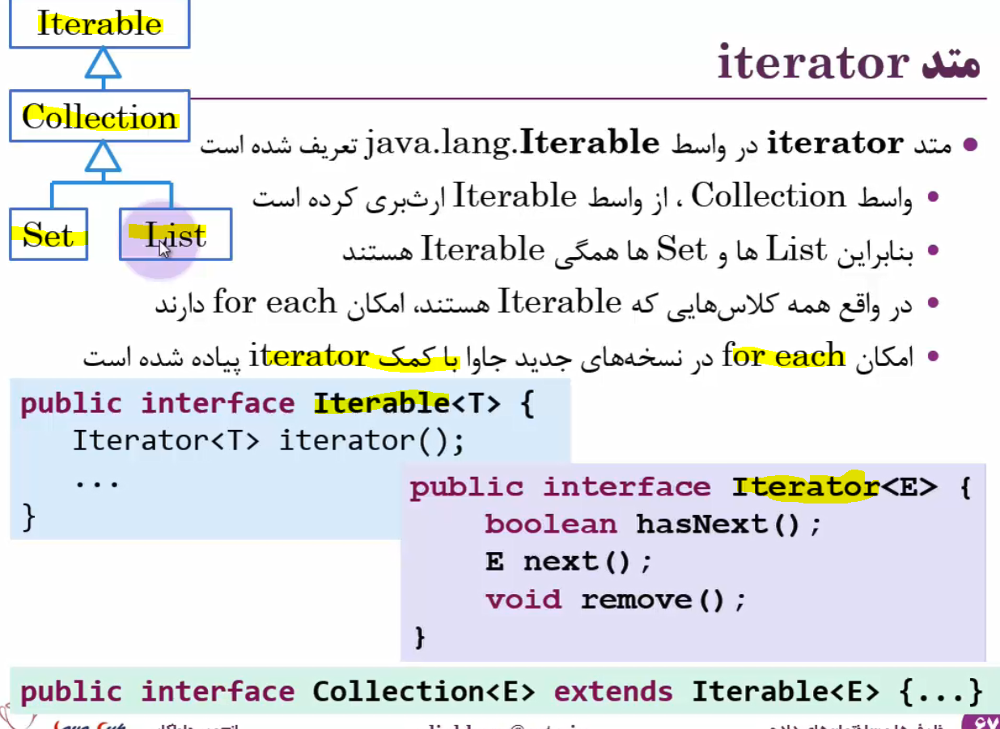 Iterable
Collection
Set
List
متد iterator
متد iterator در واسط java.lang.Iterable تعریف شده است
واسط Collection ، از واسط Iterable ارث‌بری کرده است
بنابراین List ها و Set ها همگی Iterable هستند
در واقع همه کلاس‌هایی که Iterable هستند، امکان for each دارند
امکان for each در نسخه‌های جدید جاوا با کمک iterator پیاده شده است
public interface Iterable<T> {
Iterator<T> iterator();
...
}
public interface Iterator<E> {
boolean hasNext();
E next();
void remove();
}
public interface Collection<E> extends Iterable<E> {...}
۶۷